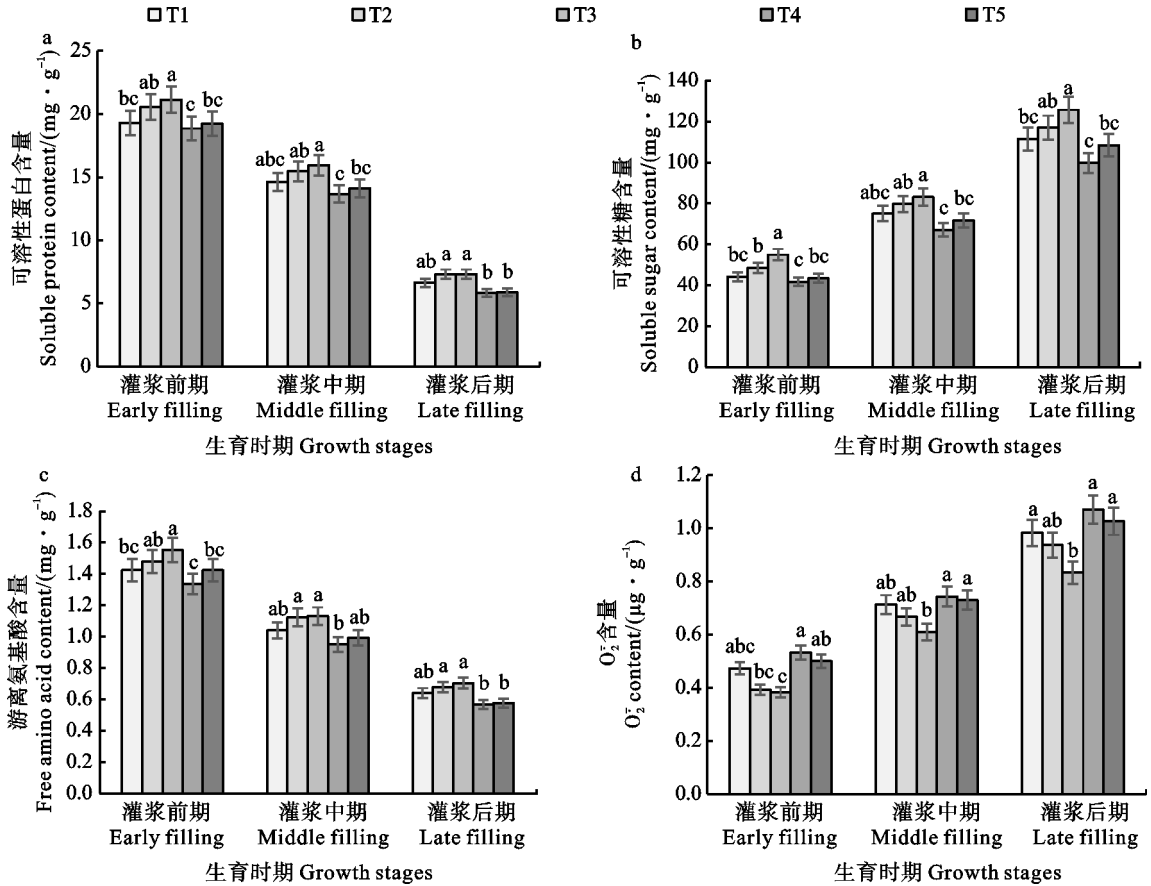 T1 T2 T3 T4 T5
a
可溶性蛋白含量
Soluble protein content/(mg·g⁻¹)
25
20
15
10
5
0
bc ab a c bc
abc ab a c bc
ab a a b b
灌浆前期 灌浆中期 灌浆后期
Early filling Middle filling Late filling
生育时期 Growth stages
b
可溶性糖含量
Soluble sugar content/(mg·g⁻¹)
140
120
100
80
60
40
20
0
bc b a c bc
abc ab a c bc
bc ab a c bc
灌浆前期 灌浆中期 灌浆后期
Early filling Middle filling Late filling
生育时期 Growth stages
c
游离氨基酸含量
Free amino acid content/(mg·g⁻¹)
1.8
1.6
1.4
1.2
1.0
0.8
0.6
0.4
0.2
0.0
bc ab a c bc
ab a a b ab
ab a a b b
灌浆前期 灌浆中期 灌浆后期
Early filling Middle filling Late filling
生育时期 Growth stages
d
O₂⁻·含量
O₂⁻· content/(μg·g⁻¹)
1.2
1.0
0.8
0.6
0.4
0.2
0.0
abc bc c a ab
ab ab b a a
a ab b a a
灌浆前期 灌浆中期 灌浆后期
Early filling Middle filling Late filling
生育时期 Growth stages